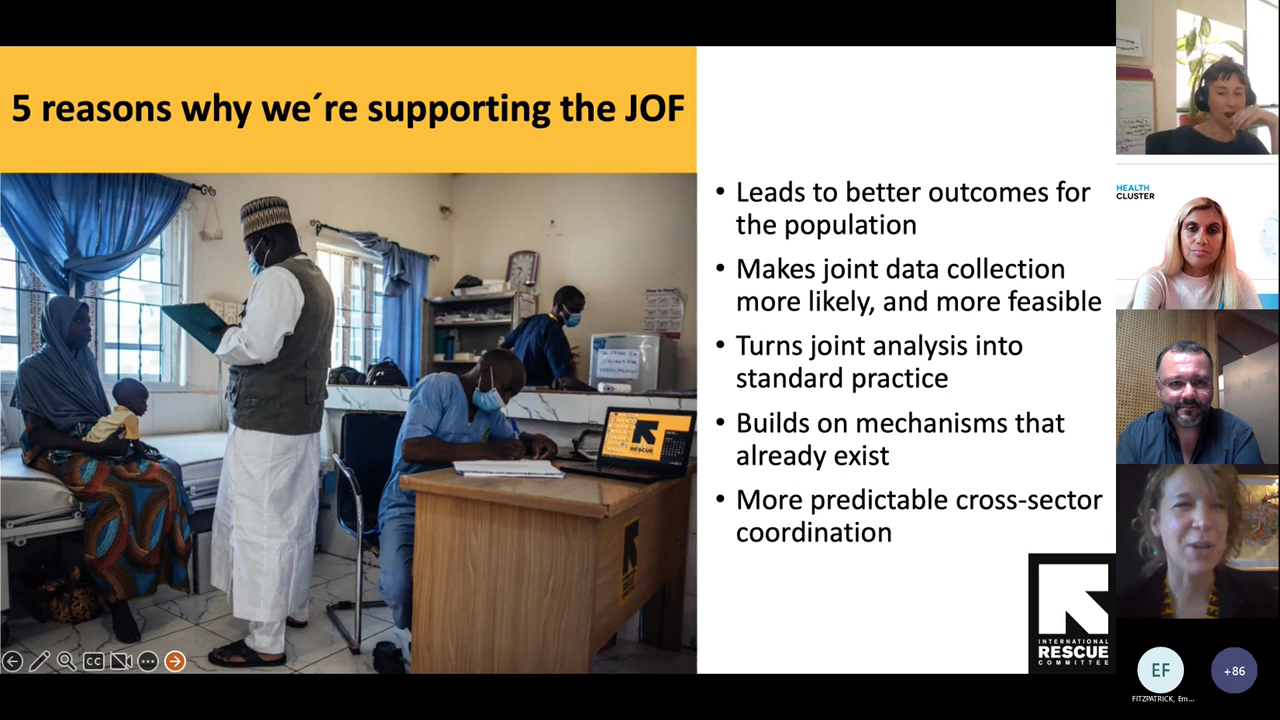 5 reasons why we´re supporting the JOF
• Leads to better outcomes for
the population
• Makes joint data collection
more likely, and more feasible
• Turns joint analysis into
standard practice
• Builds on mechanisms that
already exist
• More predictable cross-sector
coordination
RESCUE
INTERNATIONAL
RESCUE
COMMITTEE
CC
HEALTH
CLUSTER
EF
+86
FITZPATRICK, Em...